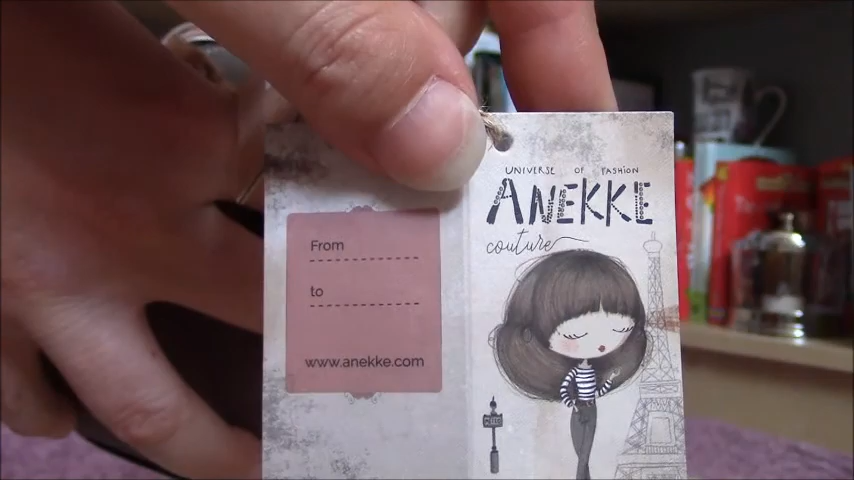 From
to
www.anekke.com
UNIVERSE OF FASHION
ANEKKE
couture